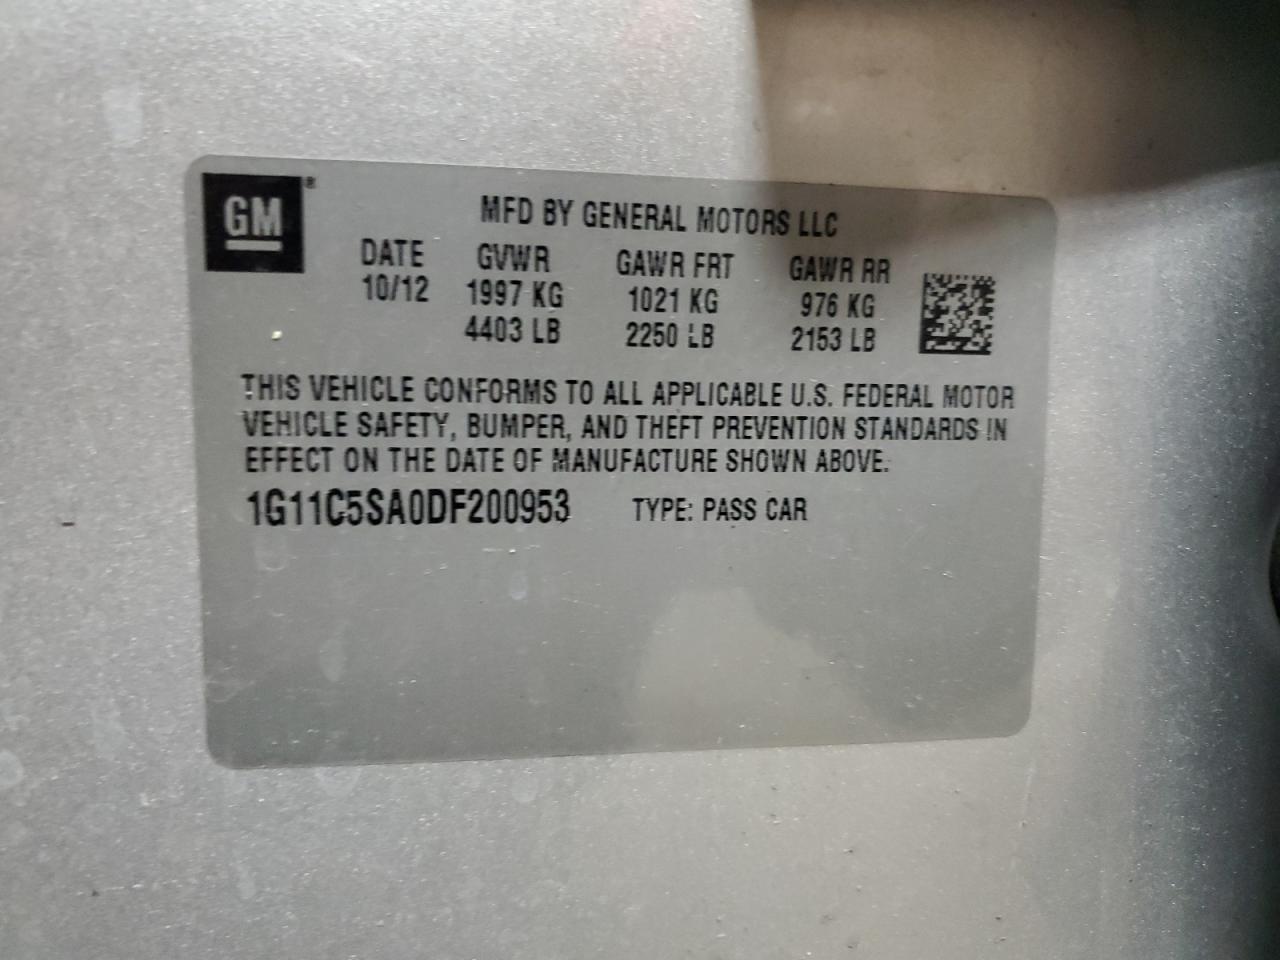 GM®
MFD BY GENERAL MOTORS LLC
DATE GVWR GAWR FRT GAWR RR
10/12 1997 KG 1021 KG 976 KG
4403 LB 2250 LB 2153 LB
THIS VEHICLE CONFORMS TO ALL APPLICABLE U.S. FEDERAL MOTOR
VEHICLE SAFETY, BUMPER, AND THEFT PREVENTION STANDARDS IN
EFFECT ON THE DATE OF MANUFACTURE SHOWN ABOVE.
1G11C5SA0DF200953 TYPE: PASS CAR